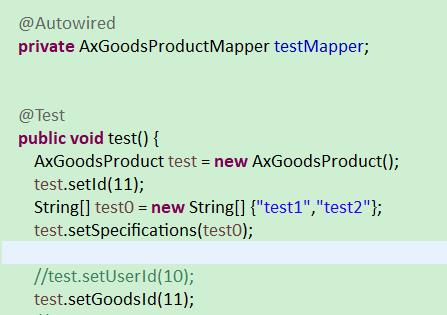 @Autowired
private AxGoodsProductMapper testMapper;
@Test
public void test() {
AxGoodsProduct test = new AxGoodsProduct();
test.setId(11);
String[] test0 = new String[] {"test1","test2"};
test.setSpecifications(test0);
//test.setUserId(10);
test.setGoodsId(11);